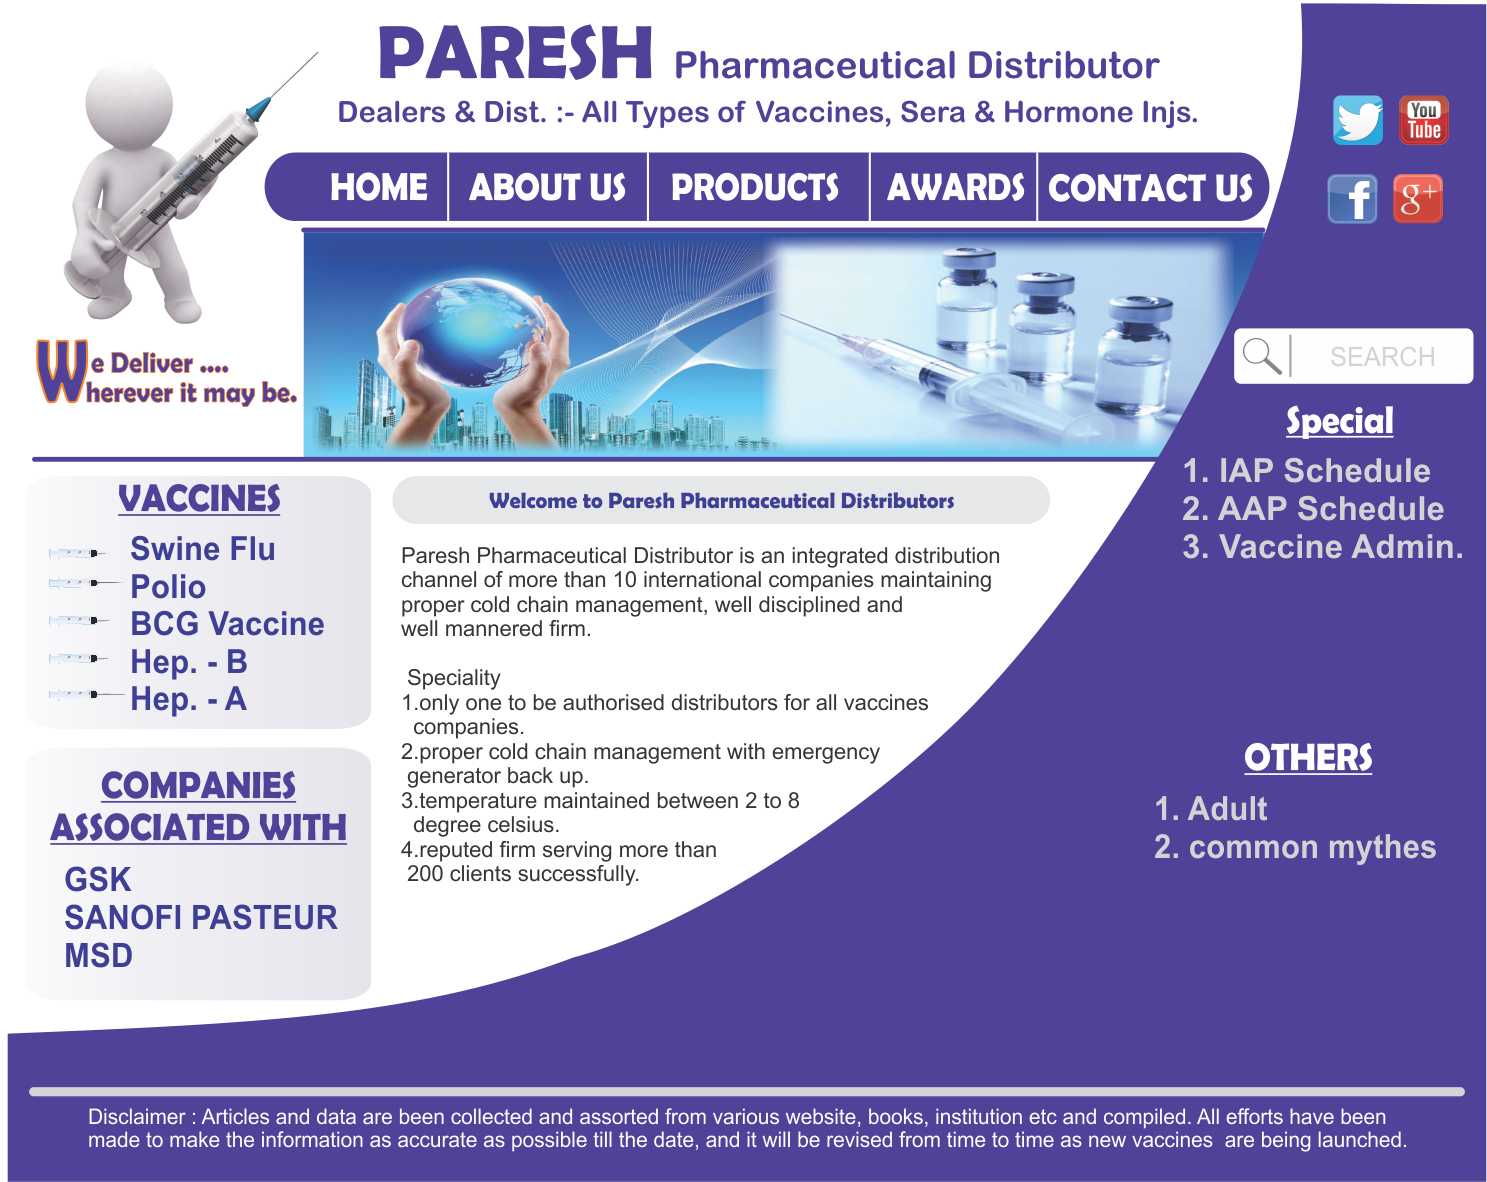 PARESH Pharmaceutical Distributor
Dealers & Dist. :- All Types of Vaccines, Sera & Hormone Injs.
You
Tube
f
g+
HOME ABOUT US PRODUCTS AWARDS CONTACT US
We Deliver ....
Wherever it may be.
SEARCH
Special
1. IAP Schedule
2. AAP Schedule
3. Vaccine Admin.
VACCINES
Swine Flu
Polio
BCG Vaccine
Hep. - B
Hep. - A
COMPANIES
ASSOCIATED WITH
GSK
SANOFI PASTEUR
MSD
Welcome to Paresh Pharmaceutical Distributors
Paresh Pharmaceutical Distributor is an integrated distribution
channel of more than 10 international companies maintaining
proper cold chain management, well disciplined and
well mannered firm.
Speciality
1.only one to be authorised distributors for all vaccines
companies.
2.proper cold chain management with emergency
generator back up.
3.temperature maintained between 2 to 8
degree celsius.
4.reputed firm serving more than
200 clients successfully.
OTHERS
1. Adult
2. common mythes
Disclaimer : Articles and data are been collected and assorted from various website, books, institution etc and compiled. All efforts have been
made to make the information as accurate as possible till the date, and it will be revised from time to time as new vaccines are being launched.